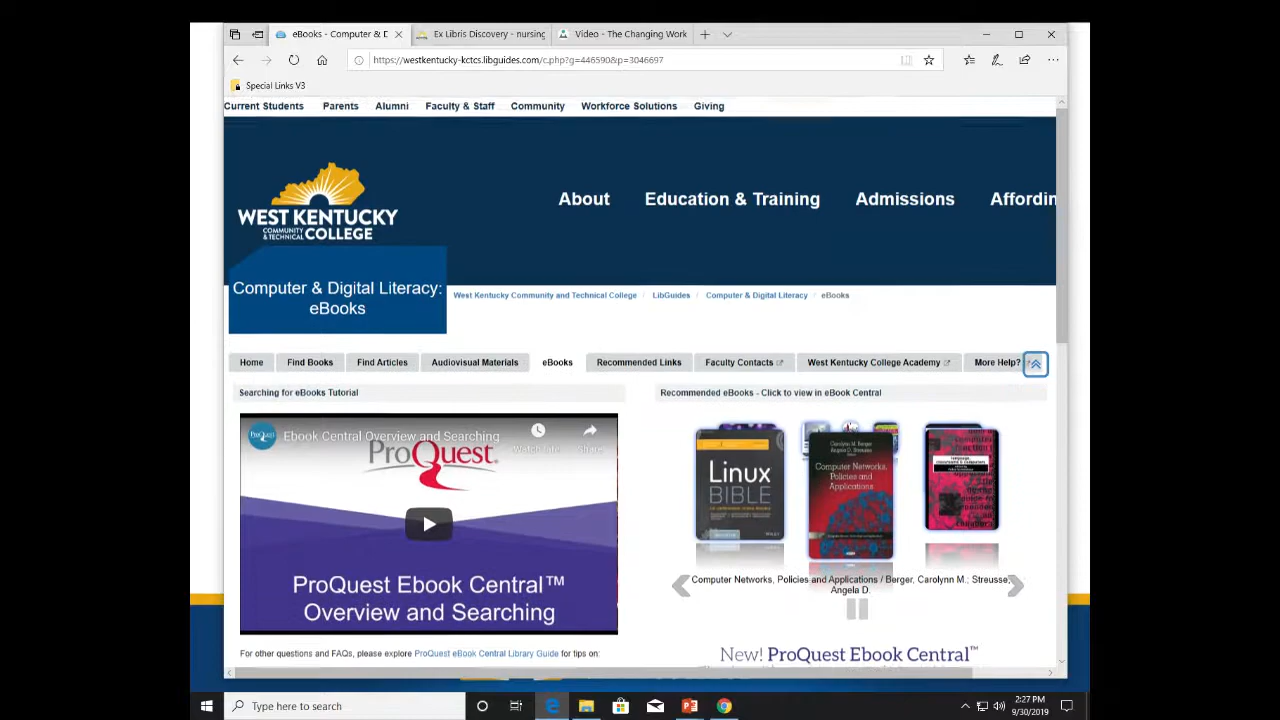 eBooks - Computer & D
Ex Libris Discovery - nursing
Video - The Changing Work
https://westkentucky-kctcs.libguides.com/c.php?g=446590&p=3046697
Special Links V3
Current Students Parents Alumni Faculty & Staff Community Workforce Solutions Giving
About Education & Training Admissions Affordin
WEST KENTUCKY
COMMUNITY & TECHNICAL COLLEGE
Computer & Digital Literacy:
eBooks
West Kentucky Community and Technical College / LibGuides / Computer & Digital Literacy / eBooks
Home Find Books Find Articles Audiovisual Materials eBooks Recommended Links Faculty Contacts West Kentucky College Academy More Help?
Searching for eBooks Tutorial
Recommended eBooks - Click to view in eBook Central
ProQuest
Ebook Central Overview and Searching
Watch later
Share
ProQuest
ProQuest Ebook Central™
Overview and Searching
Linux
BIBLE
WILEY
Carolynn M. Berger
Angela D. Streusse
Computer Networks,
Policies and
Applications
Computer Networks, Policies and Applications / Berger, Carolynn M.; Streusse,
Angela D.
For other questions and FAQs, please explore ProQuest eBook Central Library Guide for tips on:
New! ProQuest Ebook Central™
Type here to search
2:27 PM
9/30/2019